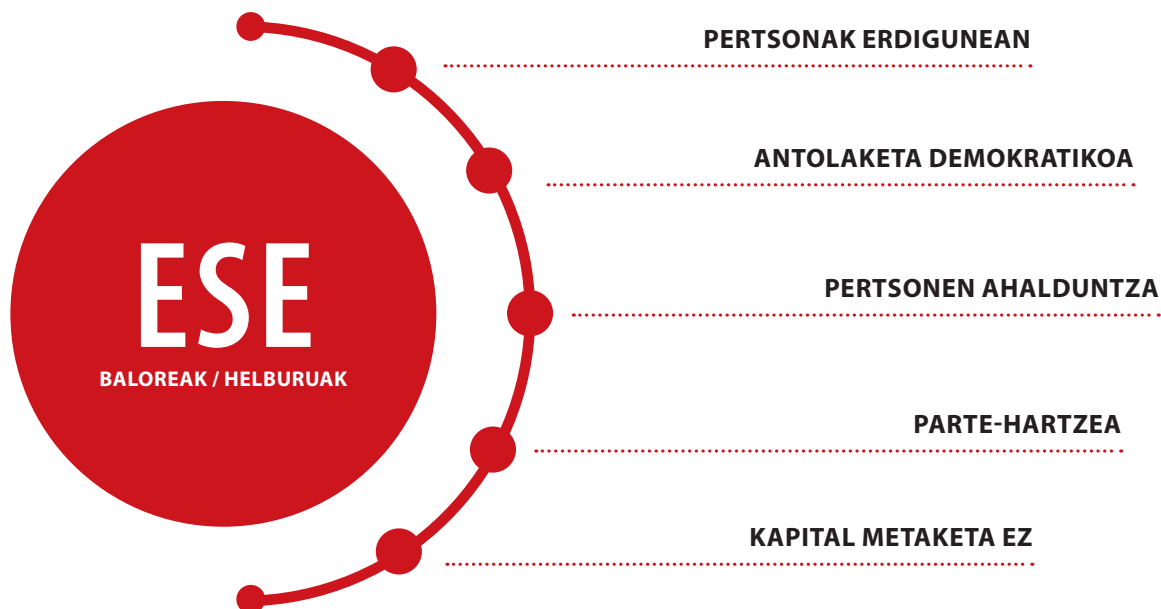 PERTSONAK ERDIGUNEAN
ANTOLAKETA DEMOKRATIKOA
ESE
BALOREAK / HELBURUAK
PERTSONEN AHALDUNTZA
PARTE-HARTZEA
KAPITAL METAKETA EZ